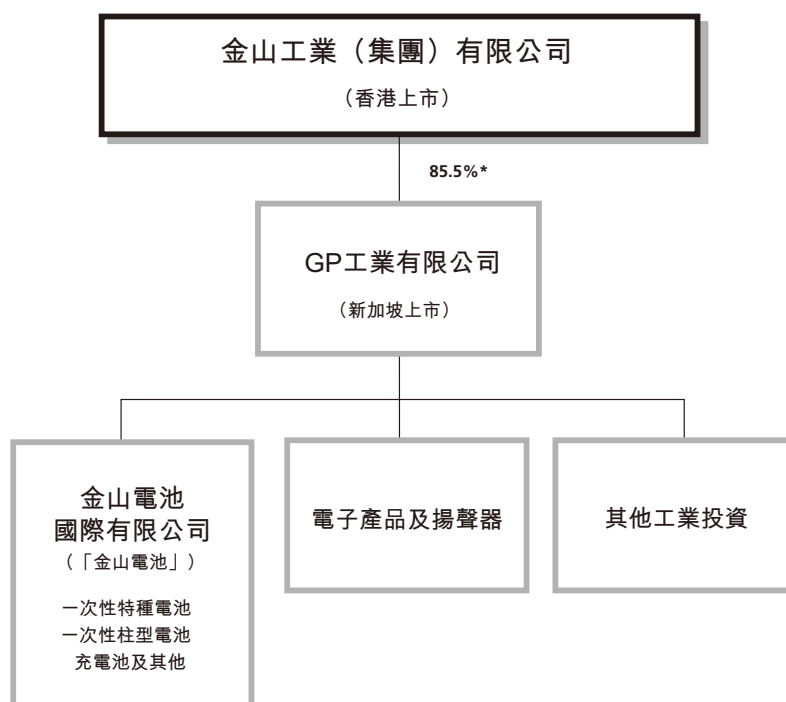 金山工業（集團）有限公司
（香港上市）
85.5%*
GP工業有限公司
（新加坡上市）
金山電池
國際有限公司
（「金山電池」）
一次性特種電池
一次性柱型電池
充電池及其他
電子產品及揚聲器
其他工業投資